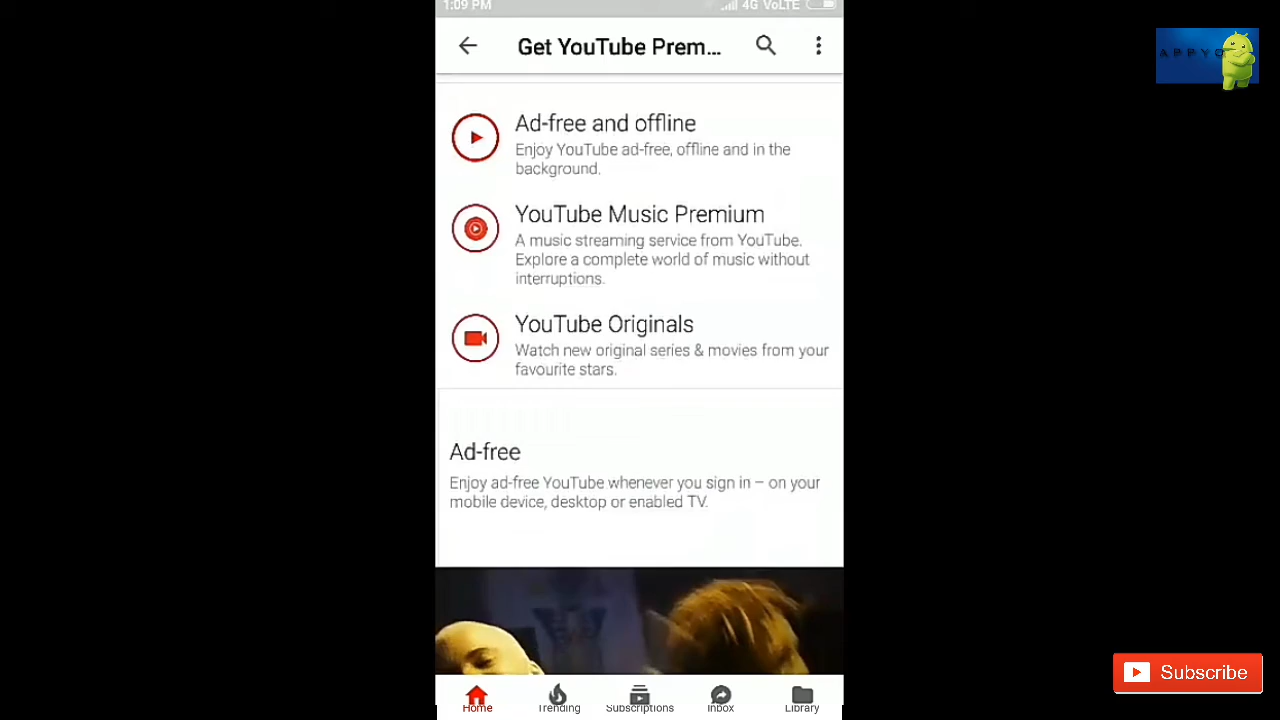 1:09 PM
4G VoLTE
Get YouTube Prem...
Ad-free and offline
Enjoy YouTube ad-free, offline and in the
background.
YouTube Music Premium
A music streaming service from YouTube.
Explore a complete world of music without
interruptions.
YouTube Originals
Watch new original series & movies from your
favourite stars.
Ad-free
Enjoy ad-free YouTube whenever you sign in – on your
mobile device, desktop or enabled TV.
Subscribe
Home
Trending
Subscriptions
Inbox
Library